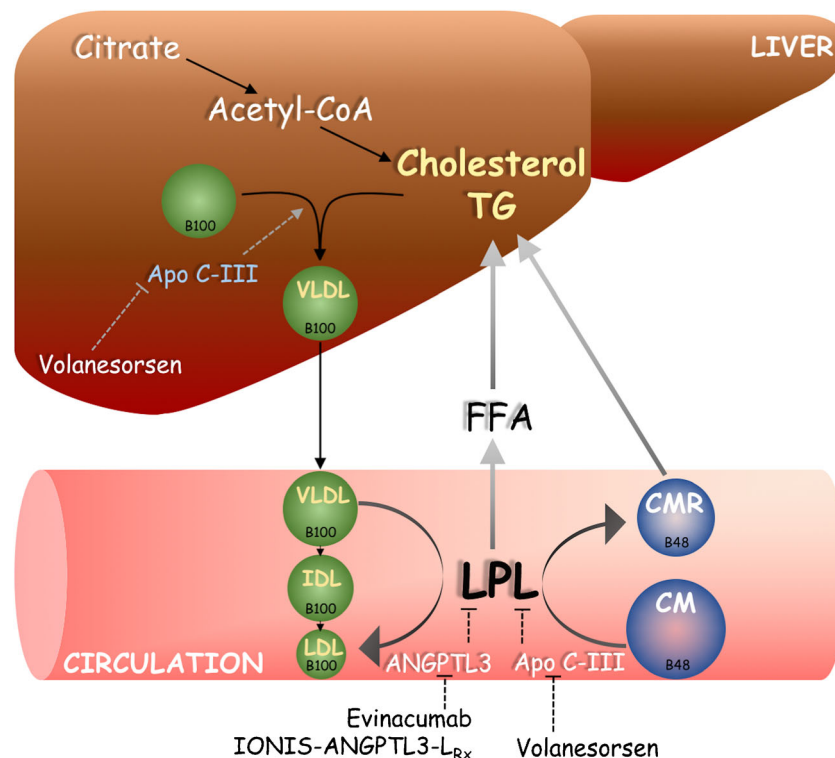 LIVER
Citrate
Acetyl-CoA
Cholesterol
TG
B100
Apo C-III
VLDL
B100
Volanesorsen
FFA
VLDL
B100
CMR
B48
IDL
B100
LPL
CM
LDL
B100
CIRCULATION
ANGPTL3
Apo C-III
B48
Evinacumab
IONIS-ANGPTL3-LRx
Volanesorsen